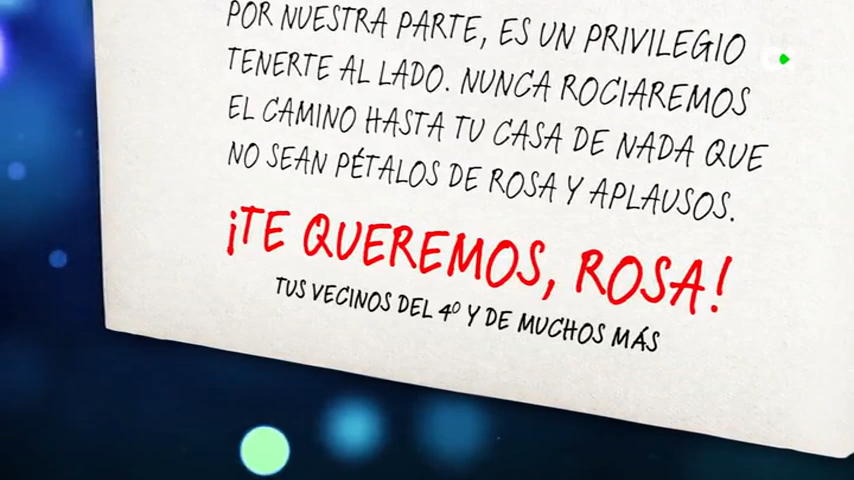 POR NUESTRA PARTE, ES UN PRIVILEGIO
TENERTE AL LADO. NUNCA ROCIAREMOS
EL CAMINO HASTA TU CASA DE NADA QUE
NO SEAN PÉTALOS DE ROSA Y APLAUSOS.
¡TE QUEREMOS, ROSA!
TUS VECINOS DEL 4º Y DE MUCHOS MÁS